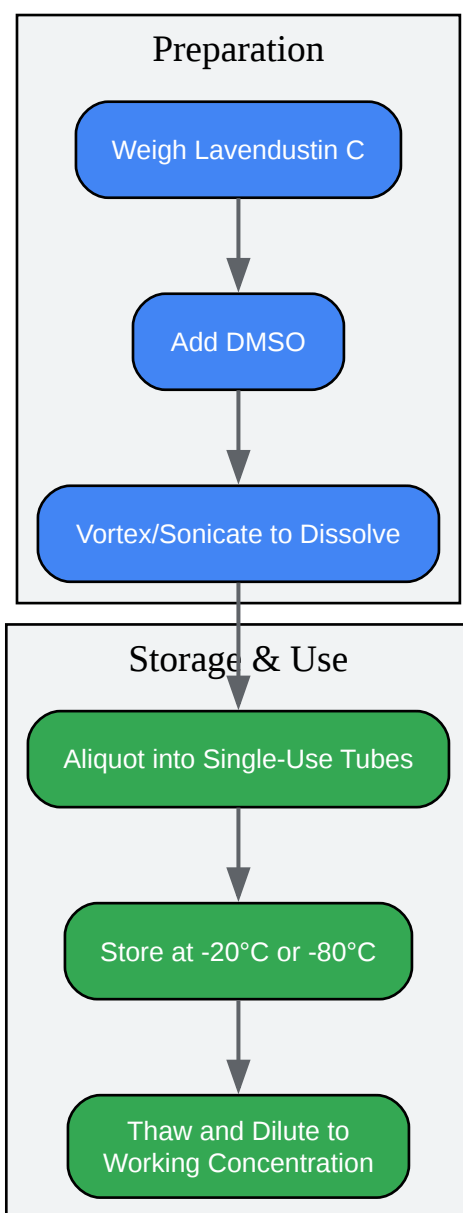 Preparation
Weigh Lavendustin C
Add DMSO
Vortex/Sonicate to Dissolve
Storage & Use
Aliquot into Single-Use Tubes
Store at -20°C or -80°C
Thaw and Dilute to
Working Concentration